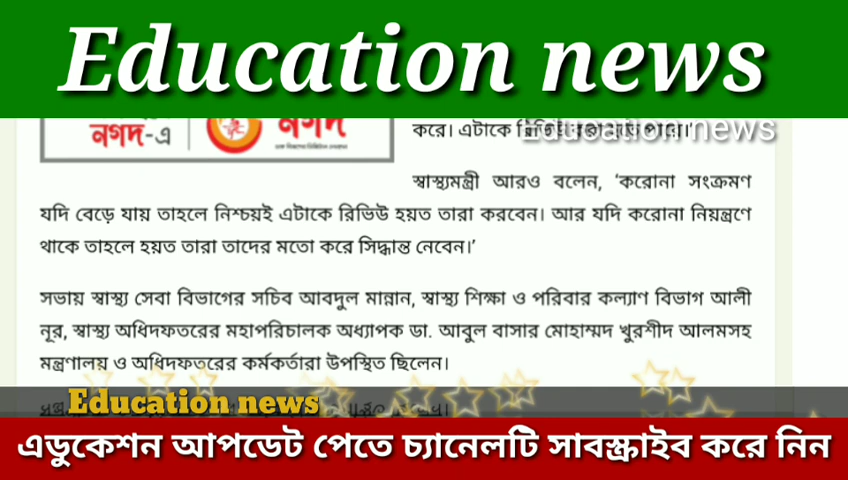 Education news
নগদ-এ
নগদ
করে। এটাকে
Education news
স্বাস্থ্যমন্ত্রী আরও বলেন, ‘করোনা সংক্রমণ
যদি বেড়ে যায় তাহলে নিশ্চয়ই এটাকে রিভিউ হয়ত তারা করবেন। আর যদি করোনা নিয়ন্ত্রণে
থাকে তাহলে হয়ত তারা তাদের মতো করে সিদ্ধান্ত নেবেন।’
সভায় স্বাস্থ্য সেবা বিভাগের সচিব আবদুল মান্নান, স্বাস্থ্য শিক্ষা ও পরিবার কল্যাণ বিভাগ আলী
নূর, স্বাস্থ্য অধিদফতরের মহাপরিচালক অধ্যাপক ডা. আবুল বাসার মোহাম্মদ খুরশীদ আলমসহ
মন্ত্রণালয় ও অধিদফতরের কর্মকর্তারা উপস্থিত ছিলেন।
Education news
এডুকেশন আপডেট পেতে চ্যানেলটি সাবস্ক্রাইব করে নিন